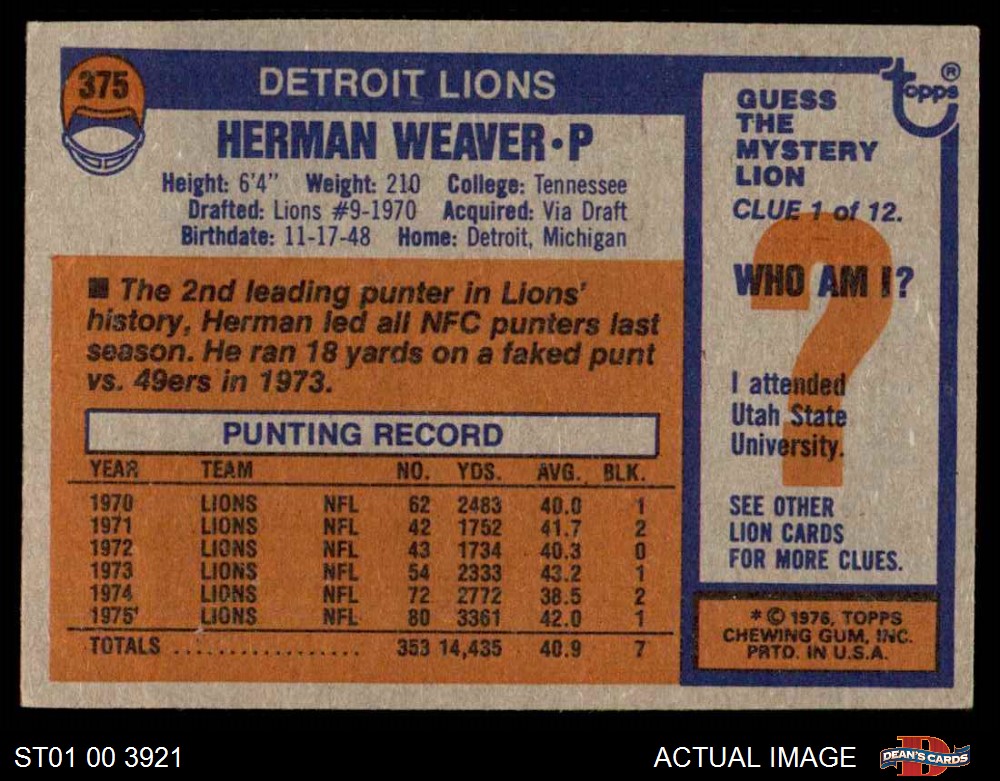 375
DETROIT LIONS
HERMAN WEAVER • P
Height: 6'4" Weight: 210 College: Tennessee
Drafted: Lions #9-1970 Acquired: Via Draft
Birthdate: 11-17-48 Home: Detroit, Michigan
■ The 2nd leading punter in Lions'
history, Herman led all NFC punters last
season. He ran 18 yards on a faked punt
vs. 49ers in 1973.
PUNTING RECORD
YEAR TEAM NO. YDS. AVG. BLK.
1970 LIONS NFL 62 2483 40.0 1
1971 LIONS NFL 42 1752 41.7 2
1972 LIONS NFL 43 1734 40.3 0
1973 LIONS NFL 54 2333 43.2 1
1974 LIONS NFL 72 2772 38.5 2
1975' LIONS NFL 80 3361 42.0 1
TOTALS ................. 353 14,435 40.9 7
topps®
GUESS
THE
MYSTERY
LION
CLUE 1 of 12.
?
WHO AM I?
I attended
Utah State
University.
SEE OTHER
LION CARDS
FOR MORE CLUES.
* © 1976, TOPPS
CHEWING GUM, INC.
PRTD. IN U.S.A.
ST01 00 3921
ACTUAL IMAGE
DEAN'S CARDS